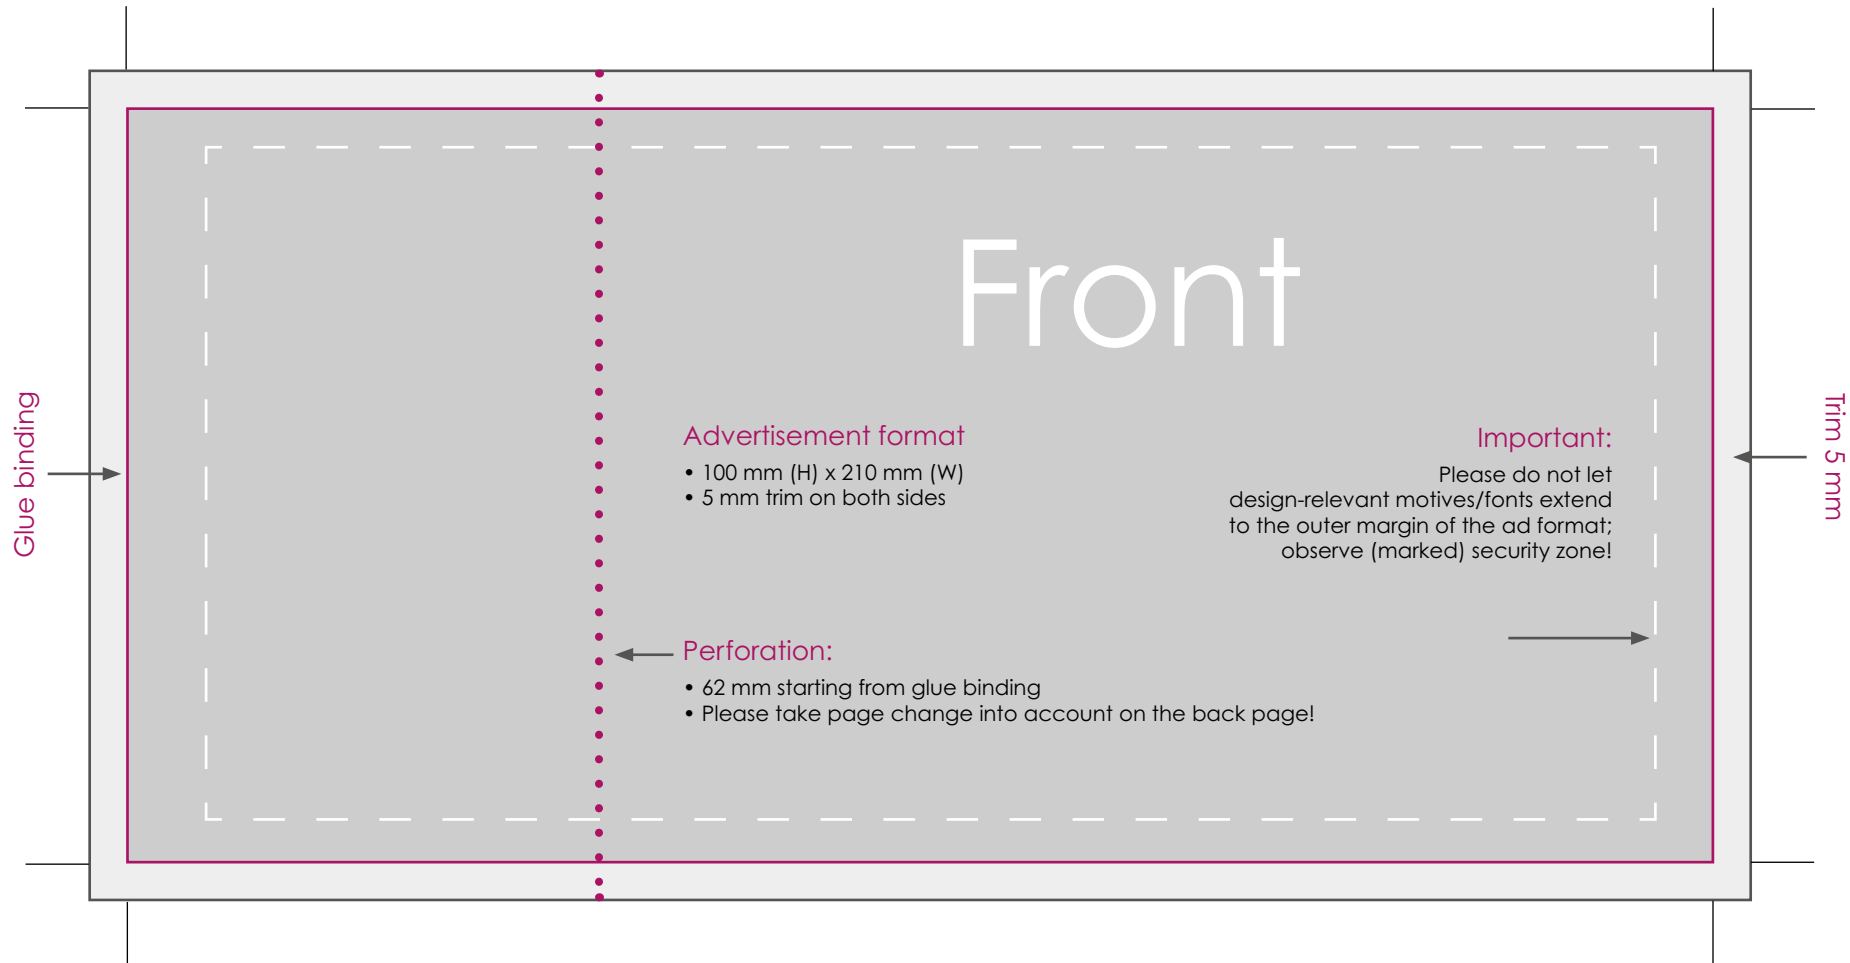 Front
Glue binding
Advertisement format
• 100 mm (H) x 210 mm (W)
• 5 mm trim on both sides
Important:
Please do not let
design-relevant motives/fonts extend
to the outer margin of the ad format;
observe (marked) security zone!
Trim 5 mm
Perforation:
• 62 mm starting from glue binding
• Please take page change into account on the back page!